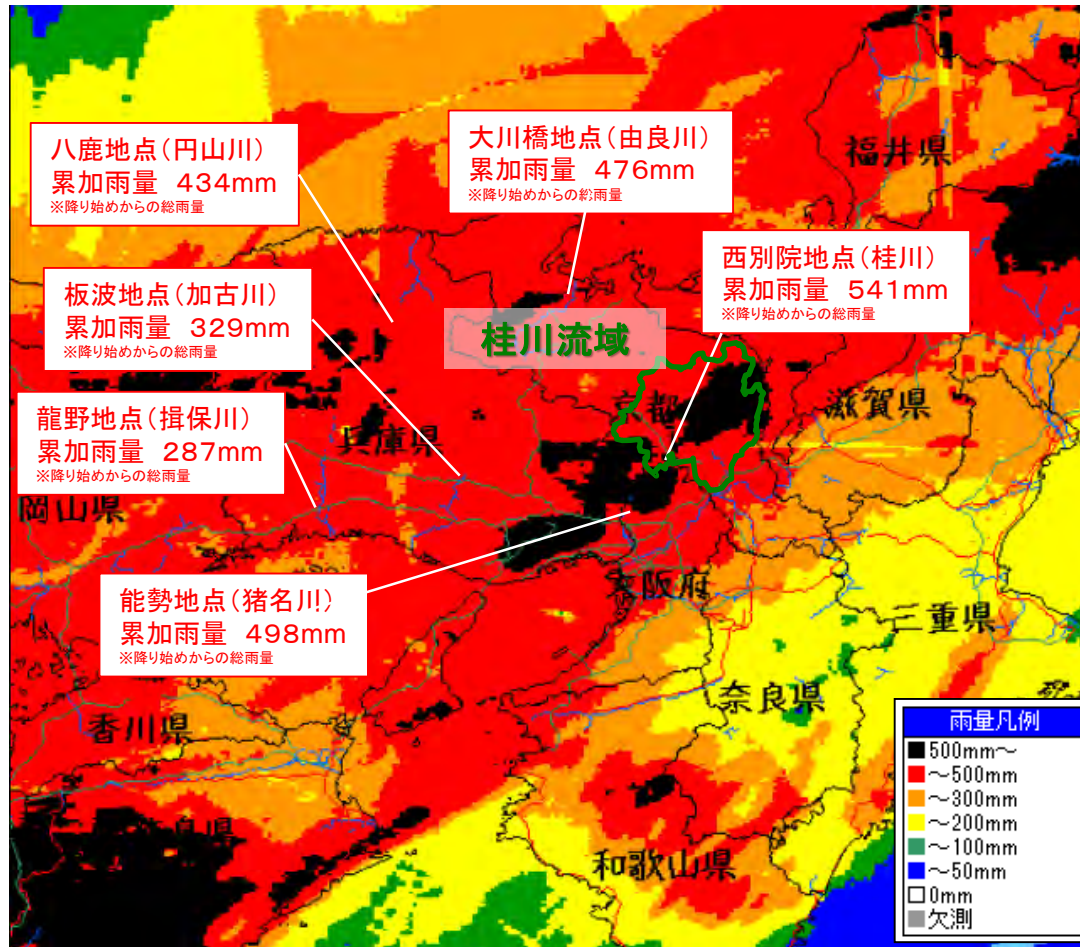 八鹿地点(円山川)
累加雨量 434mm
※降り始めからの総雨量
大川橋地点(由良川)
累加雨量 476mm
※降り始めからの総雨量
福井県
西別院地点(桂川)
累加雨量 541mm
※降り始めからの総雨量
板波地点(加古川)
累加雨量 329mm
※降り始めからの総雨量
桂川流域
京都
滋賀県
龍野地点(揖保川)
累加雨量 287mm
※降り始めからの総雨量
兵庫県
岡山県
能勢地点(猪名川)
累加雨量 498mm
※降り始めからの総雨量
大阪府
三重県
奈良県
香川県
和歌山県
雨量凡例
500mm～
～500mm
～300mm
～200mm
～100mm
～50mm
0mm
欠測